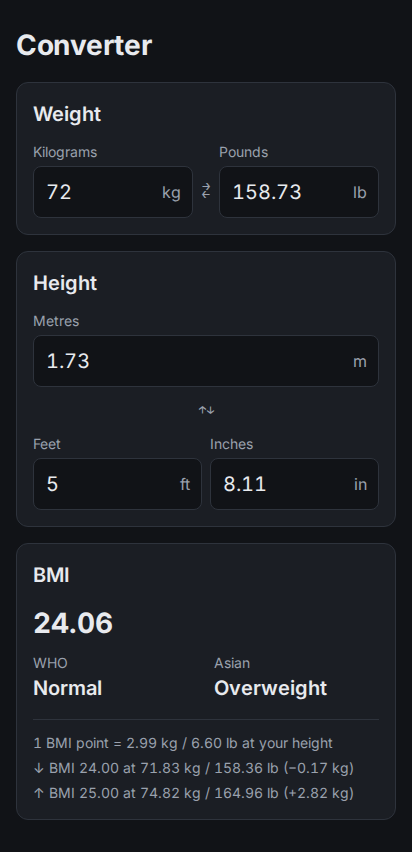 Converter
Weight
Kilograms Pounds
72 kg ⇄ 158.73 lb
Height
Metres
1.73 m
↑↓
Feet Inches
5 ft 8.11 in
BMI
24.06
WHO Asian
Normal Overweight
1 BMI point = 2.99 kg / 6.60 lb at your height
↓ BMI 24.00 at 71.83 kg / 158.36 lb (−0.17 kg)
↑ BMI 25.00 at 74.82 kg / 164.96 lb (+2.82 kg)